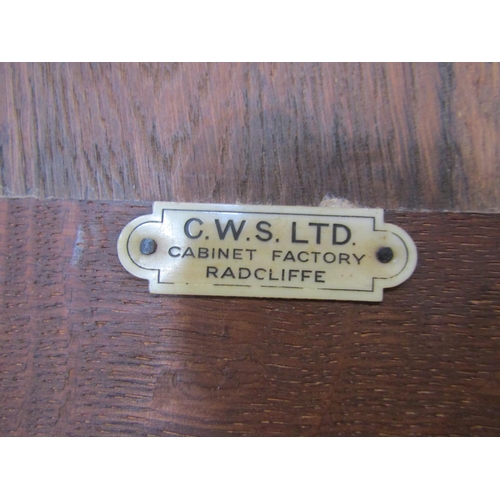 C.W.S. LTD.
CABINET FACTORY
RADCLIFFE